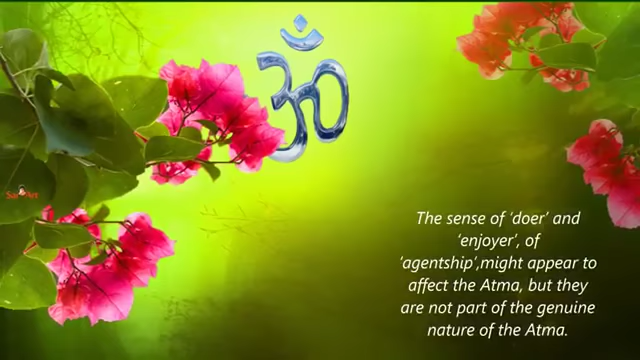 ॐ
The sense of 'doer' and
'enjoyer', of
'agentship',might appear to
affect the Atma, but they
are not part of the genuine
nature of the Atma.